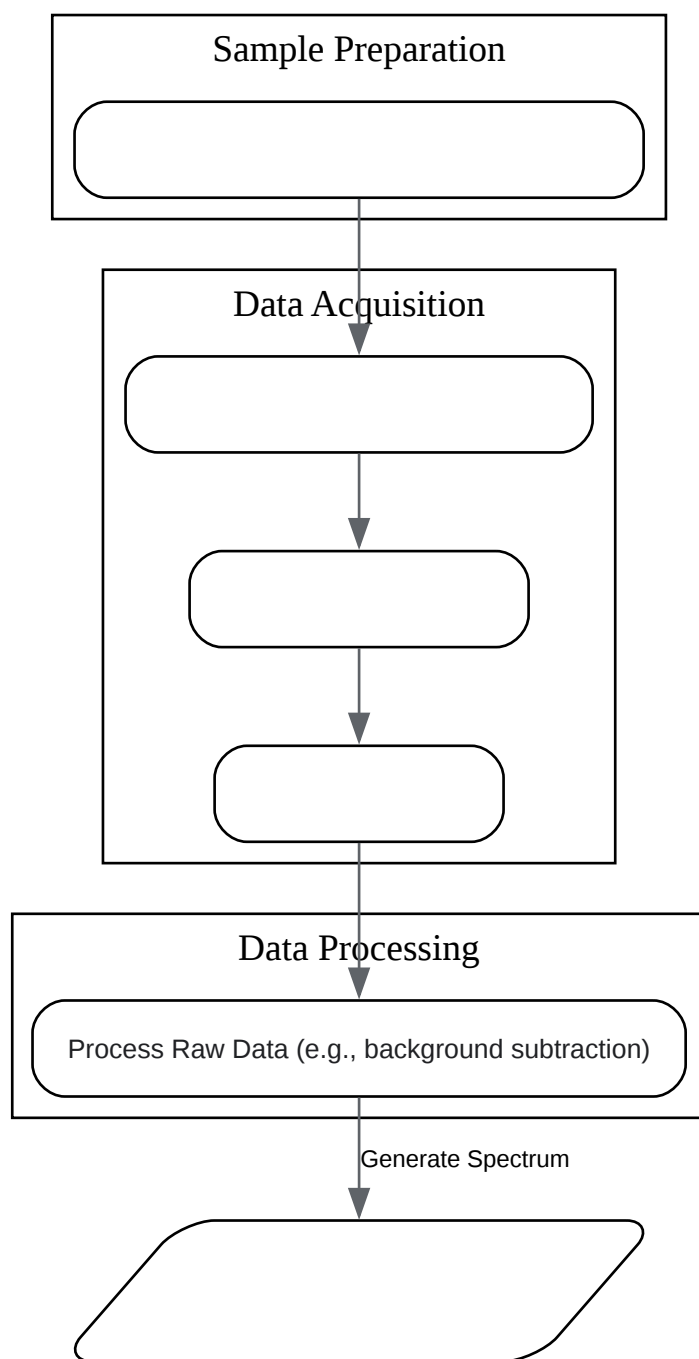 Sample Preparation
Data Acquisition
Data Processing
Process Raw Data (e.g., background subtraction)
Generate Spectrum